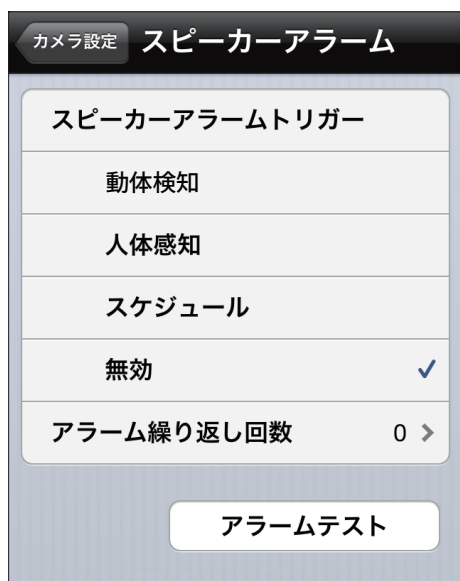 カメラ設定 スピーカーアラーム
スピーカーアラームトリガー
動体検知
人体感知
スケジュール
無効
アラーム繰り返し回数 0
アラームテスト